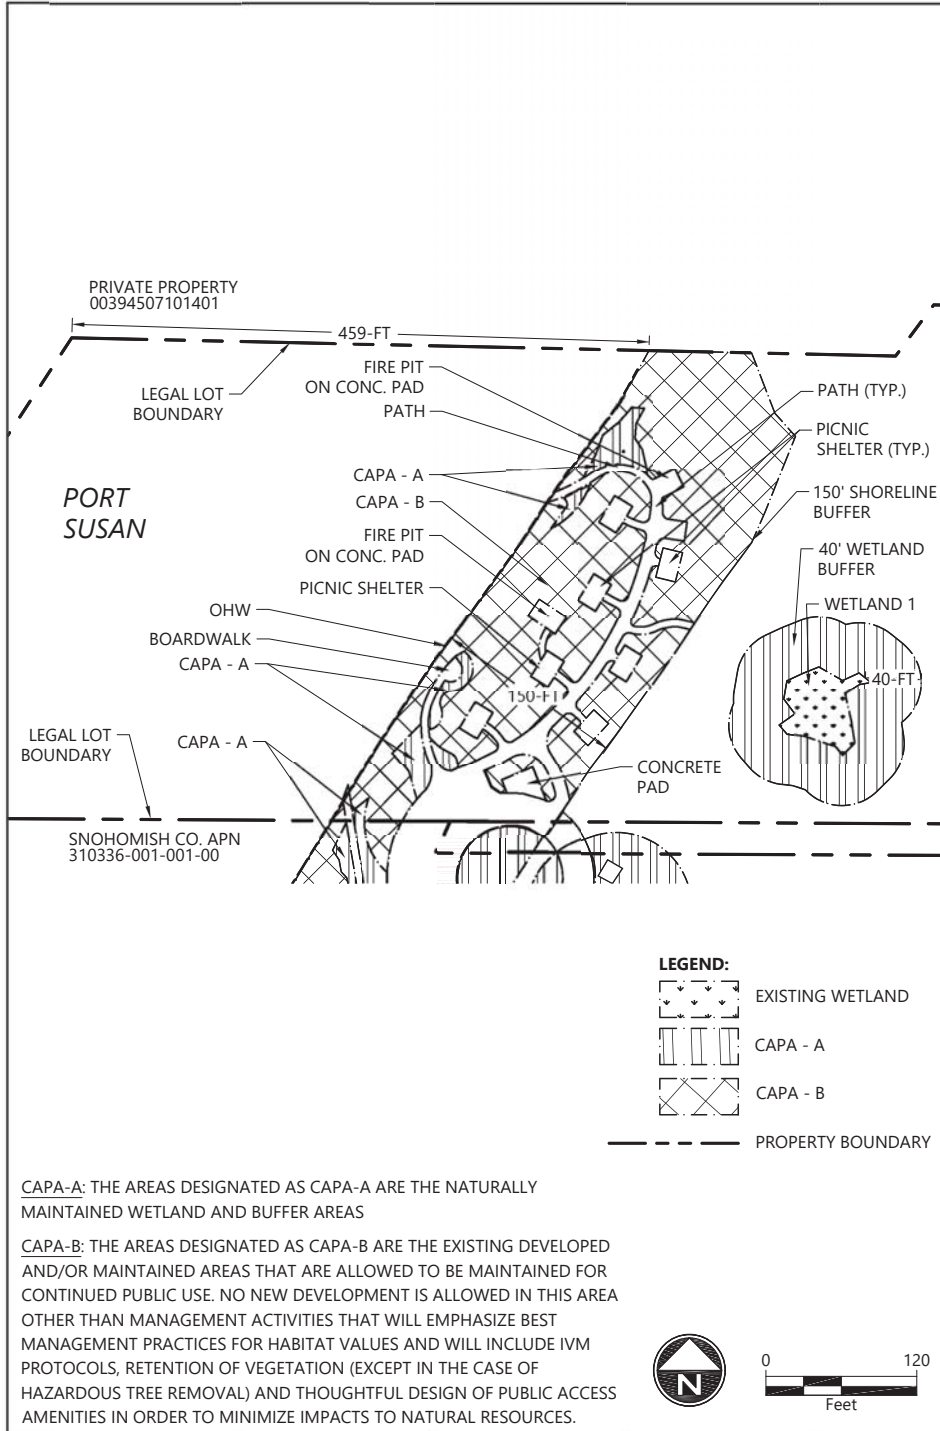 PRIVATE PROPERTY
00394507101401
459-FT
FIRE PIT
ON CONC. PAD
LEGAL LOT
BOUNDARY
PATH
PATH (TYP.)
PICNIC
SHELTER (TYP.)
CAPA - A
CAPA - B
PORT
SUSAN
150' SHORELINE
BUFFER
FIRE PIT
ON CONC. PAD
40' WETLAND
BUFFER
PICNIC SHELTER
OHW
WETLAND 1
BOARDWALK
CAPA - A
40-FT
150-FT
LEGAL LOT
BOUNDARY
CAPA - A
CONCRETE
PAD
SNOHOMISH CO. APN
310336-001-001-00
LEGEND:
EXISTING WETLAND
CAPA - A
CAPA - B
PROPERTY BOUNDARY
CAPA-A: THE AREAS DESIGNATED AS CAPA-A ARE THE NATURALLY
MAINTAINED WETLAND AND BUFFER AREAS
CAPA-B: THE AREAS DESIGNATED AS CAPA-B ARE THE EXISTING DEVELOPED
AND/OR MAINTAINED AREAS THAT ARE ALLOWED TO BE MAINTAINED FOR
CONTINUED PUBLIC USE. NO NEW DEVELOPMENT IS ALLOWED IN THIS AREA
OTHER THAN MANAGEMENT ACTIVITIES THAT WILL EMPHASIZE BEST
MANAGEMENT PRACTICES FOR HABITAT VALUES AND WILL INCLUDE IVM
PROTOCOLS, RETENTION OF VEGETATION (EXCEPT IN THE CASE OF
HAZARDOUS TREE REMOVAL) AND THOUGHTFUL DESIGN OF PUBLIC ACCESS
AMENITIES IN ORDER TO MINIMIZE IMPACTS TO NATURAL RESOURCES.
N
0 120
Feet